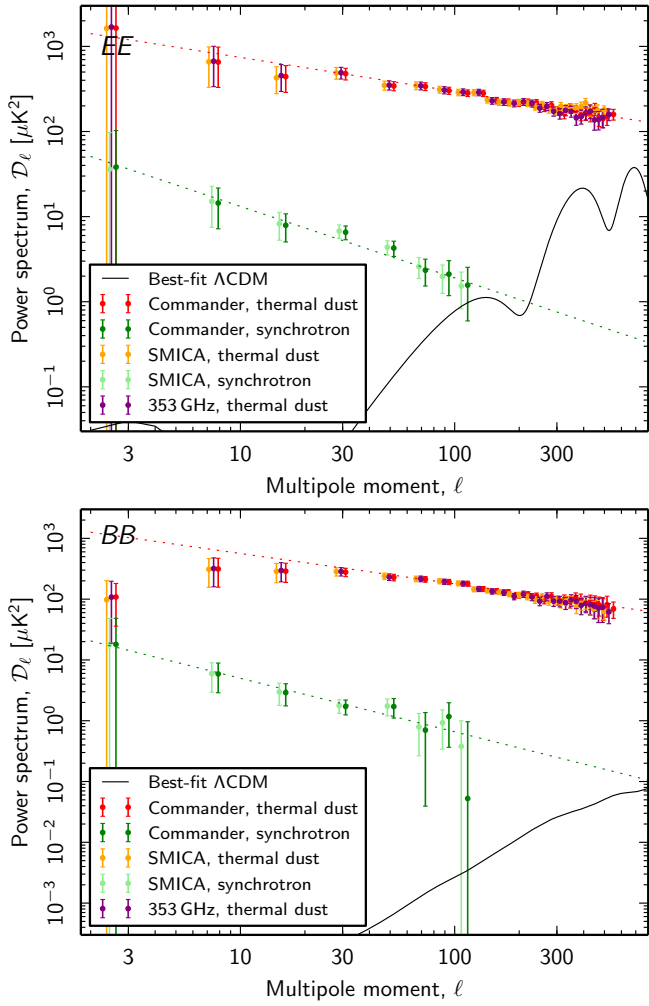 EE
Power spectrum, 𝒟ℓ [μK²]
10³
10²
10¹
10⁰
10⁻¹
Best-fit ΛCDM
Commander, thermal dust
Commander, synchrotron
SMICA, thermal dust
SMICA, synchrotron
353 GHz, thermal dust
3 10 30 100 300
Multipole moment, ℓ
BB
Power spectrum, 𝒟ℓ [μK²]
10³
10²
10¹
10⁰
10⁻¹
10⁻²
10⁻³
Best-fit ΛCDM
Commander, thermal dust
Commander, synchrotron
SMICA, thermal dust
SMICA, synchrotron
353 GHz, thermal dust
3 10 30 100 300
Multipole moment, ℓ